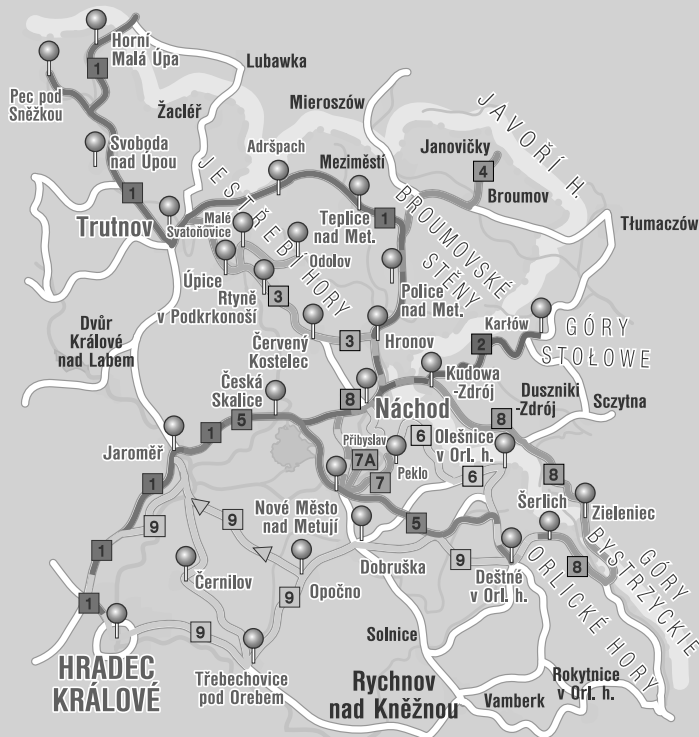 Horní
Malá Úpa
1
Lubawka
Pec pod
Sněžkou
Žacléř
Mieroszów
JAVOŘÍ H.
Svoboda
nad Úpou
Adršpach
Meziměstí
Janovičky
4
Broumov
JESTŘEBÍ HORY
BROUMOVSKÉ
STĚNY
1
Trutnov
Malé
Svatoňovice
Teplice
nad Met.
1
Tłumaczów
Odolov
Úpice
Rtyně
v Podkrkonoší
3
Police
nad Met.
Dvůr
Králové
nad Labem
Červený
Kostelec
3
Hronov
Karłów
2
GÓRY
STOŁOWE
Česká
Skalice
8
Kudowa
-Zdrój
Duszniki
-Zdrój
Sczytna
Náchod
8
1
5
Jaroměř
Přibyslav
6
Olešnice
v Orl. h.
7A
Peklo
7
6
8
1
9
9
Nové Město
nad Metují
5
Šerlich
Zieleniec
1
Černilov
Opočno
Dobruška
9
Deštné
v Orl. h.
8
GÓRY
BYSTRZYCKIE
ORLICKÉ HORY
1
9
9
Solnice
HRADEC
KRÁLOVÉ
Třebechovice
pod Orebem
Rychnov
nad Kněžnou
Rokytnice
v Orl. h.
Vamberk